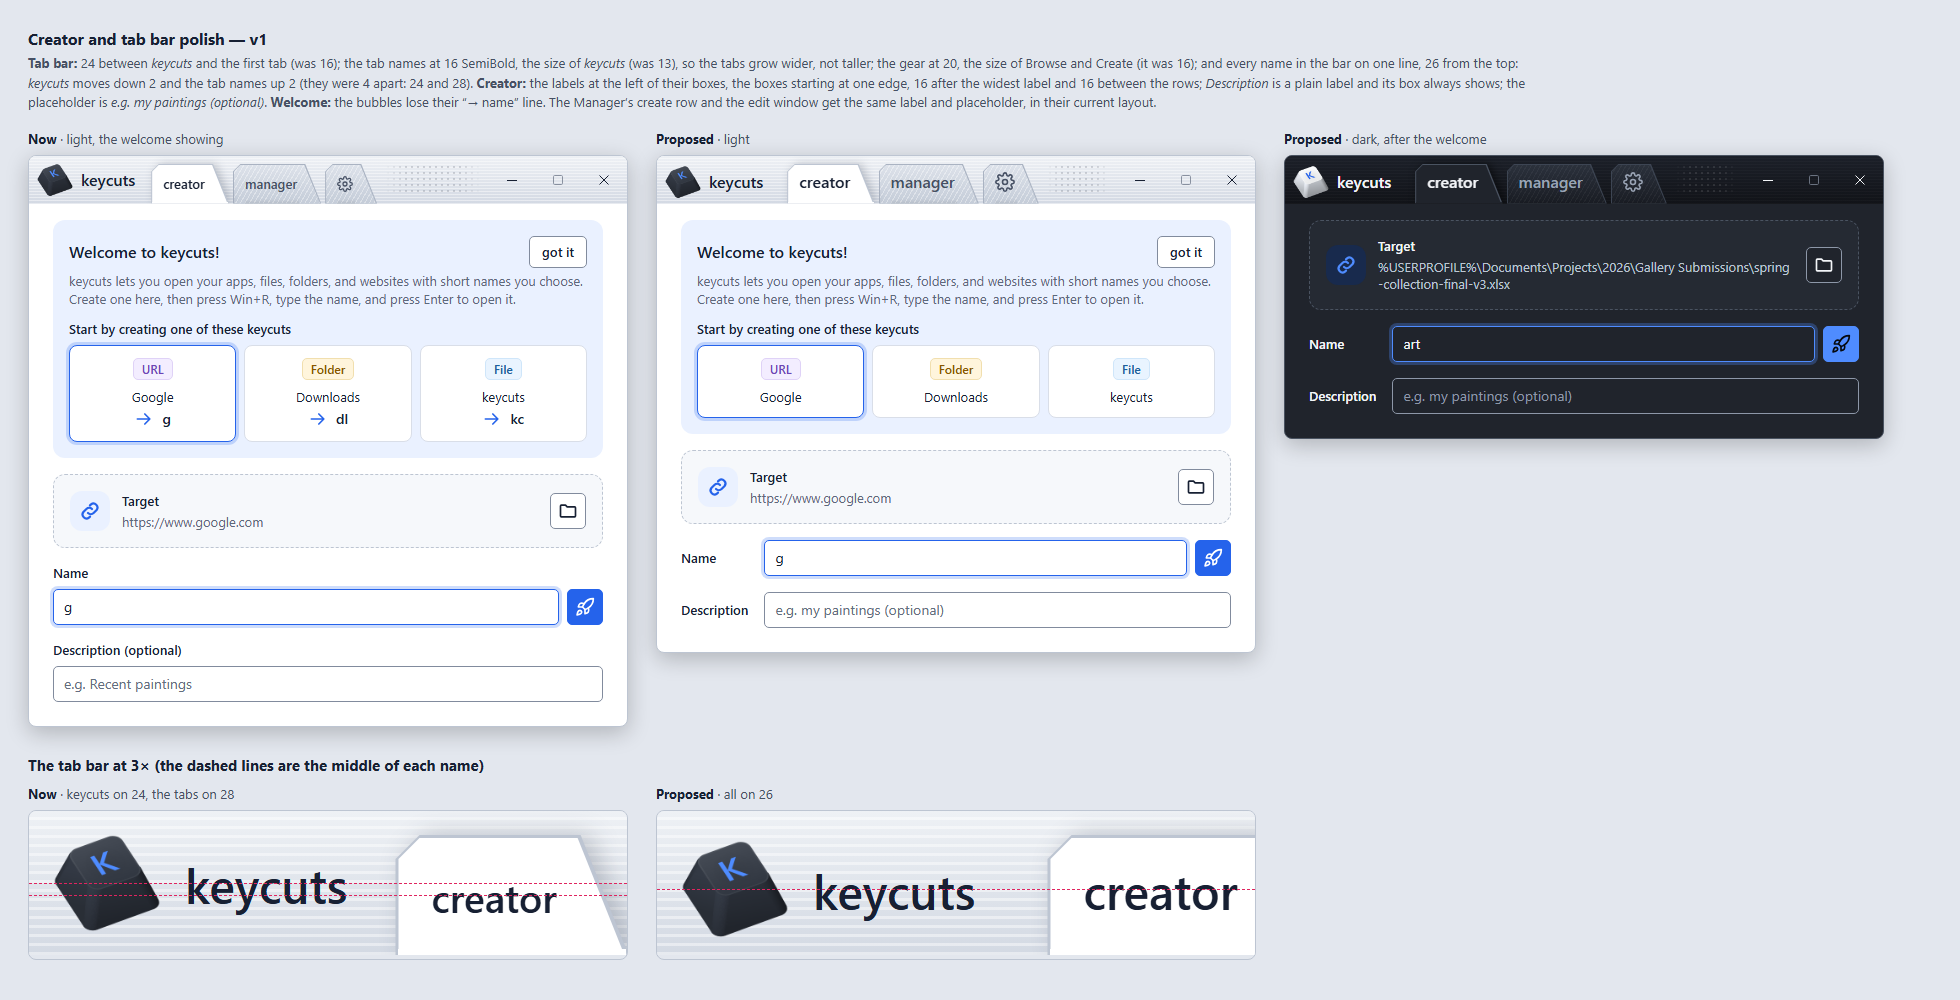 Creator and tab bar polish — v1
Tab bar: 24 between keycuts and the first tab (was 16); the tab names at 16 SemiBold, the size of keycuts (was 13), so the tabs grow wider, not taller; the gear at 20, the size of Browse and Create (it was 16); and every name in the bar on one line, 26 from the top:
keycuts moves down 2 and the tab names up 2 (they were 4 apart: 24 and 28). Creator: the labels at the left of their boxes, the boxes starting at one edge, 16 after the widest label and 16 between the rows; Description is a plain label and its box always shows; the
placeholder is e.g. my paintings (optional). Welcome: the bubbles lose their “→ name” line. The Manager's create row and the edit window get the same label and placeholder, in their current layout.
Now · light, the welcome showing
K
keycuts
creator
manager
Welcome to keycuts!
got it
keycuts lets you open your apps, files, folders, and websites with short names you choose.
Create one here, then press Win+R, type the name, and press Enter to open it.
Start by creating one of these keycuts
URL
Folder
File
Google
Downloads
keycuts
→ g
→ dl
→ kc
Target
https://www.google.com
Name
g
Description (optional)
e.g. Recent paintings
Proposed · light
K
keycuts
creator
manager
Welcome to keycuts!
got it
keycuts lets you open your apps, files, folders, and websites with short names you choose.
Create one here, then press Win+R, type the name, and press Enter to open it.
Start by creating one of these keycuts
URL
Folder
File
Google
Downloads
keycuts
Target
https://www.google.com
Name
g
Description
e.g. my paintings (optional)
Proposed · dark, after the welcome
K
keycuts
creator
manager
Target
%USERPROFILE%\Documents\Projects\2026\Gallery Submissions\spring
-collection-final-v3.xlsx
Name
art
Description
e.g. my paintings (optional)
The tab bar at 3× (the dashed lines are the middle of each name)
Now · keycuts on 24, the tabs on 28
K
keycuts
creator
Proposed · all on 26
K
keycuts
creator